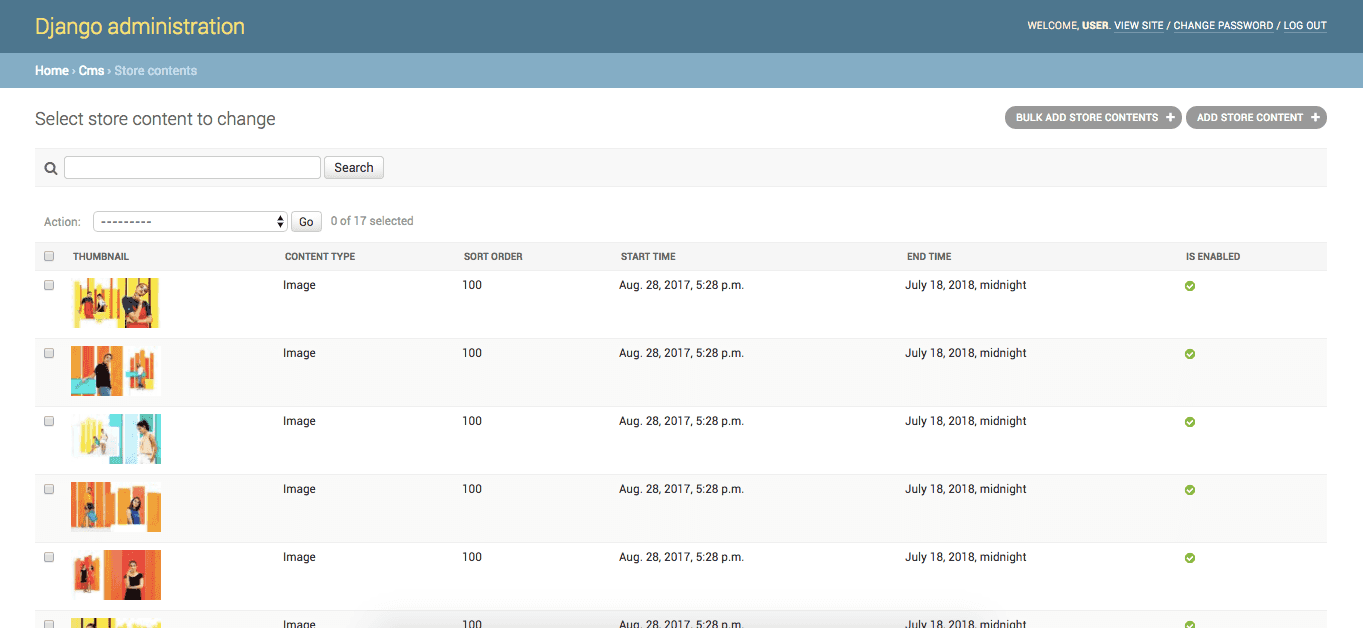 Django administration
WELCOME, USER. VIEW SITE / CHANGE PASSWORD / LOG OUT
Home › Cms › Store contents
Select store content to change
BULK ADD STORE CONTENTS +
ADD STORE CONTENT +
Search
Action: --------- Go 0 of 17 selected
THUMBNAIL CONTENT TYPE SORT ORDER START TIME END TIME IS ENABLED
Image 100 Aug. 28, 2017, 5:28 p.m. July 18, 2018, midnight
Image 100 Aug. 28, 2017, 5:28 p.m. July 18, 2018, midnight
Image 100 Aug. 28, 2017, 5:28 p.m. July 18, 2018, midnight
Image 100 Aug. 28, 2017, 5:28 p.m. July 18, 2018, midnight
Image 100 Aug. 28, 2017, 5:28 p.m. July 18, 2018, midnight
Image 100 Aug. 28, 2017, 5:28 p.m. July 18, 2018, midnight